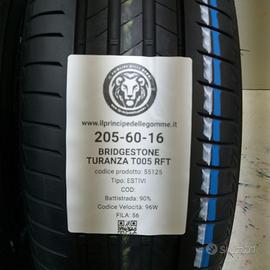 www.ilprincipedellegomme.it
205-60-16
BRIDGESTONE
TURANZA T005 RFT
codice prodotto: 55125
Tipo: ESTIVI
COD:
Battistrada: 90%
Codice Velocità: 96W
FILA: 56
subito